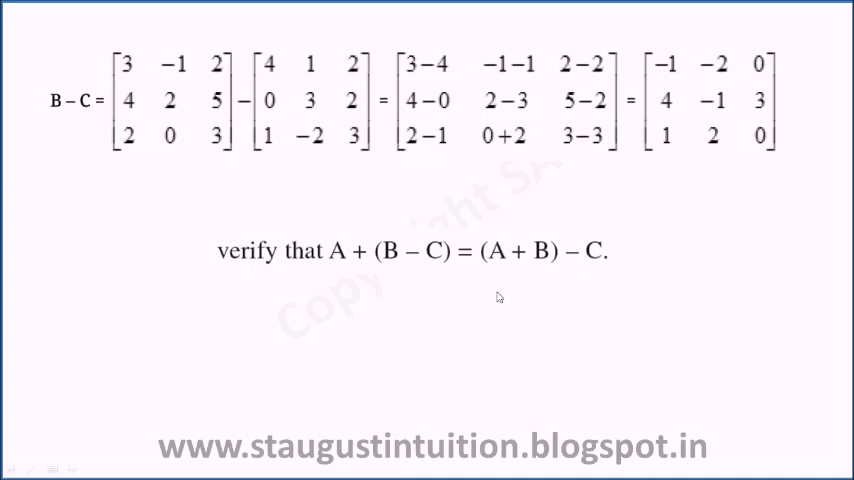 B – C = [3 −1 2; 4 2 5; 2 0 3] − [4 1 2; 0 3 2; 1 −2 3] = [3−4 −1−1 2−2; 4−0 2−3 5−2; 2−1 0+2 3−3] = [−1 −2 0; 4 −1 3; 1 2 0]
verify that A + (B – C) = (A + B) – C.
www.staugustintuition.blogspot.in